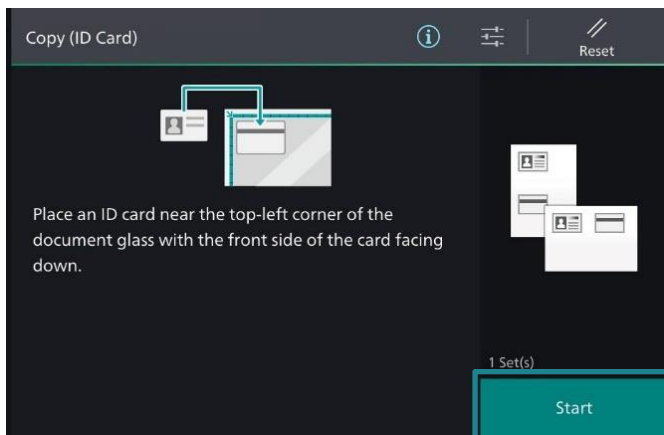 Copy (ID Card)
Reset
Place an ID card near the top-left corner of the
document glass with the front side of the card facing
down.
1 Set(s)
Start